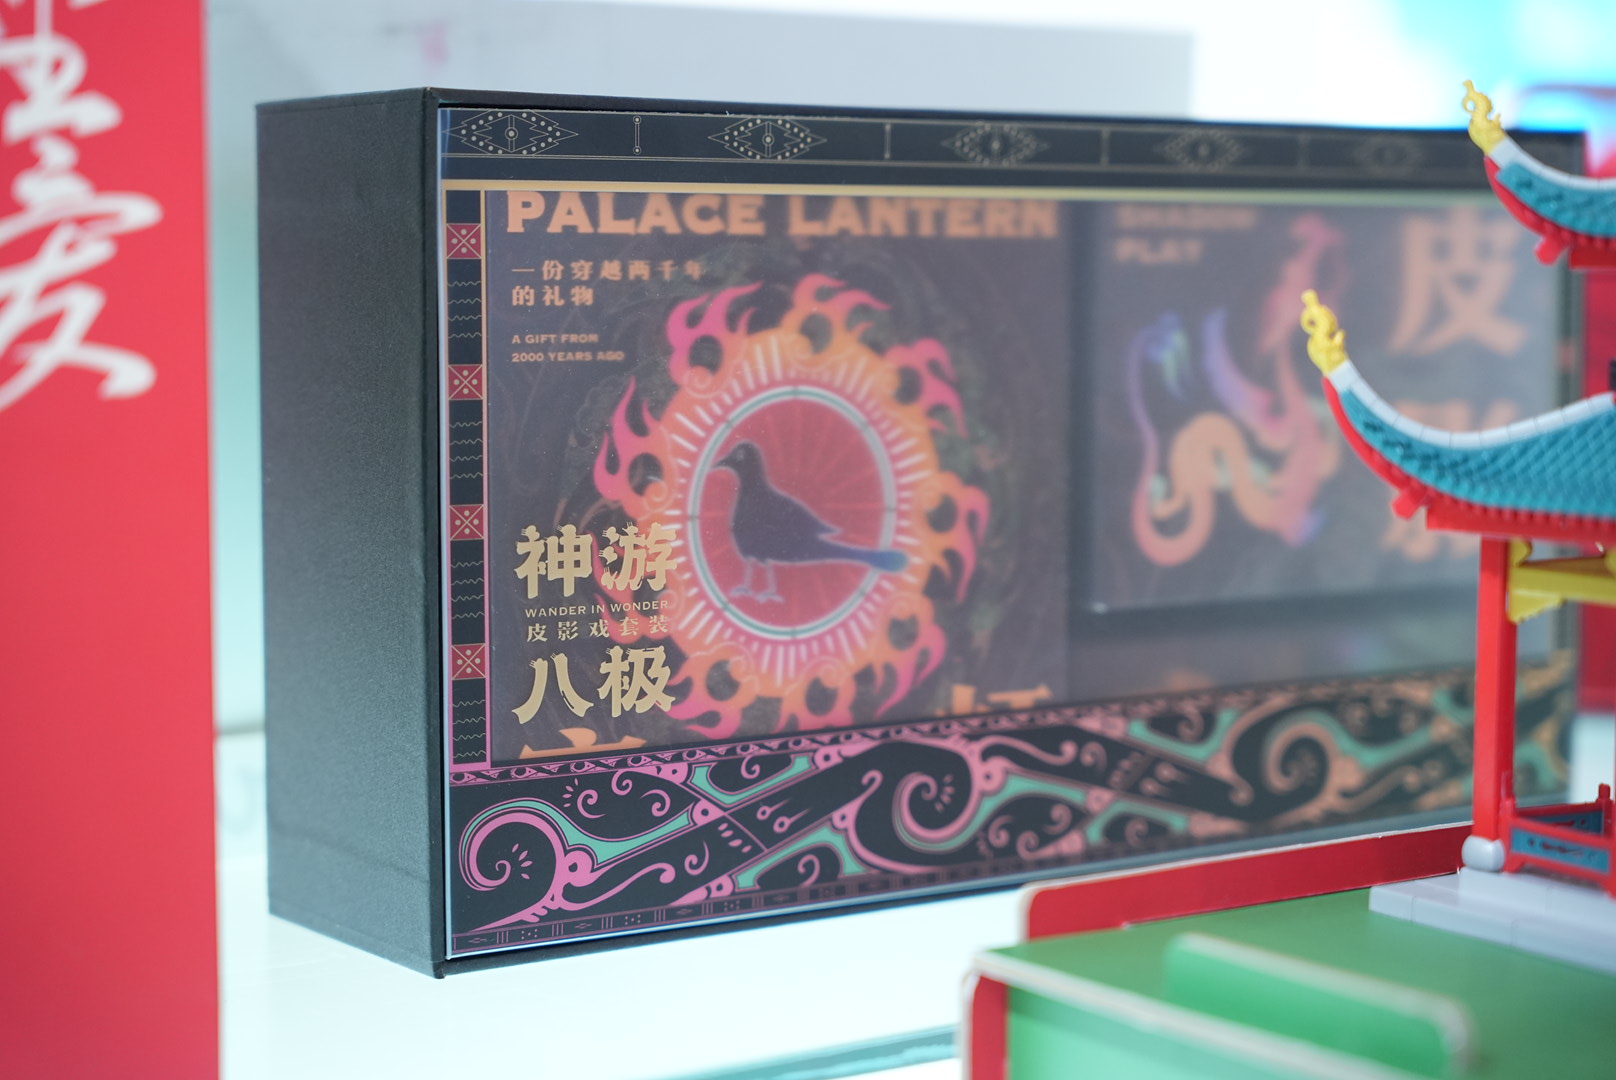 PALACE LANTERN
一份穿越两千年
的礼物
A GIFT FROM
2000 YEARS AGO
神游
WANDER IN WONDER
皮影戏套装
八极
SHADOW
PLAY
皮
影